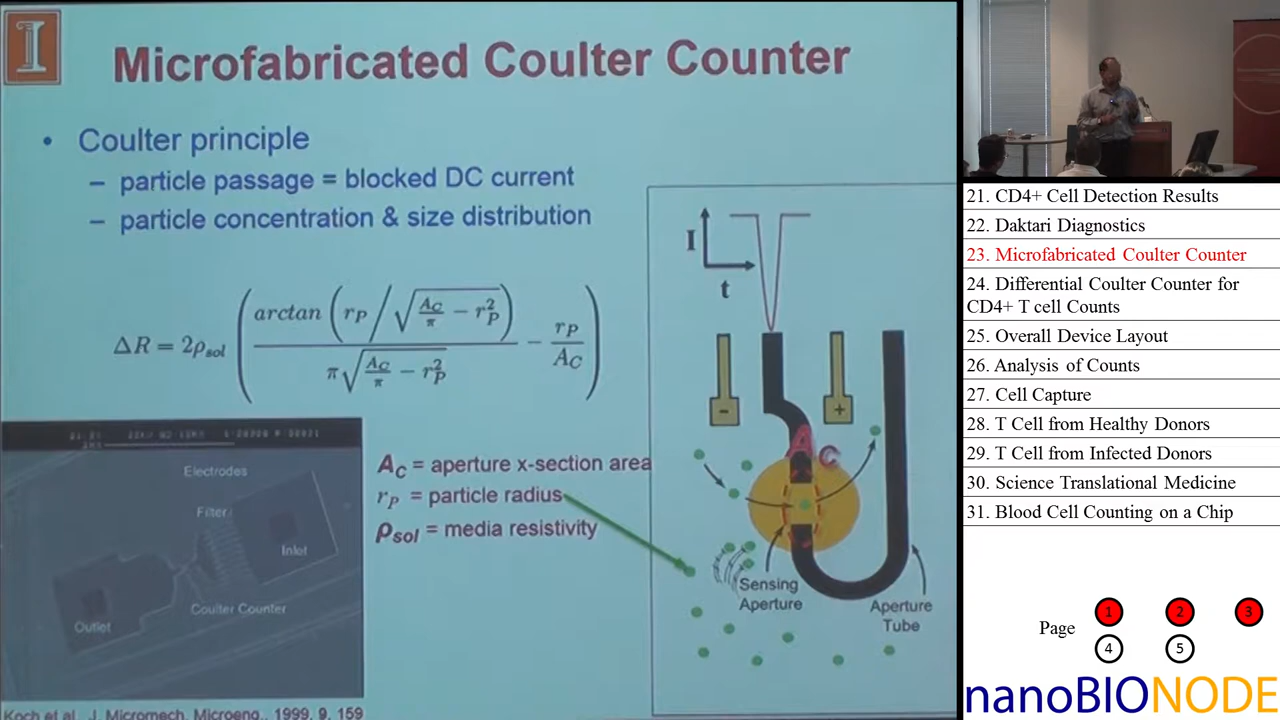 I
Microfabricated Coulter Counter
• Coulter principle
– particle passage = blocked DC current
– particle concentration & size distribution
ΔR = 2ρsol ( arctan ( rP / √( AC/π − r²P ) ) / π√( AC/π − r²P ) − rP/AC )
I
t
-
+
Ac
Sensing
Aperture
Aperture
Tube
AC = aperture x-section area
rP = particle radius
ρsol = media resistivity
Electrodes
Filter
Inlet
Coulter Counter
Outlet
Koch et al., J. Micromech. Microeng., 1999, 9, 159
21. CD4+ Cell Detection Results
22. Daktari Diagnostics
23. Microfabricated Coulter Counter
24. Differential Coulter Counter for
CD4+ T cell Counts
25. Overall Device Layout
26. Analysis of Counts
27. Cell Capture
28. T Cell from Healthy Donors
29. T Cell from Infected Donors
30. Science Translational Medicine
31. Blood Cell Counting on a Chip
Page
1 2 3
4 5
nanoBIONODE